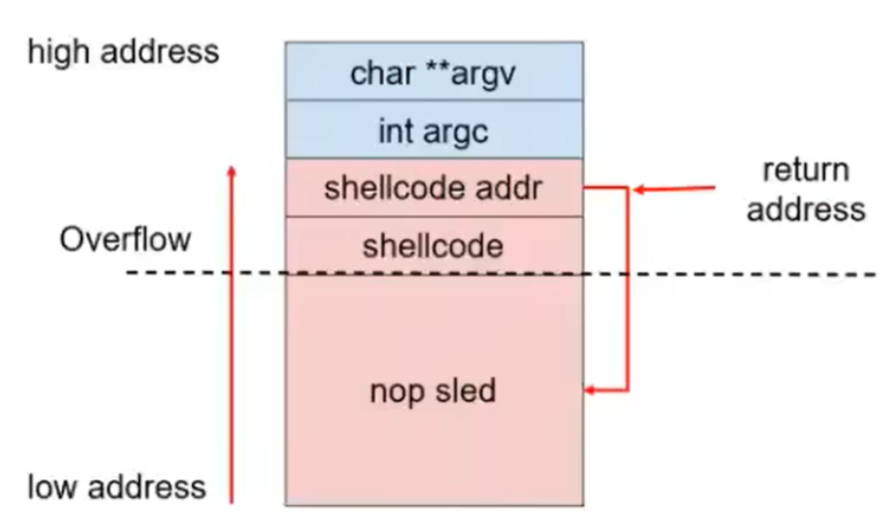 high address
char **argv
int argc
shellcode addr
return
address
Overflow
shellcode
nop sled
low address